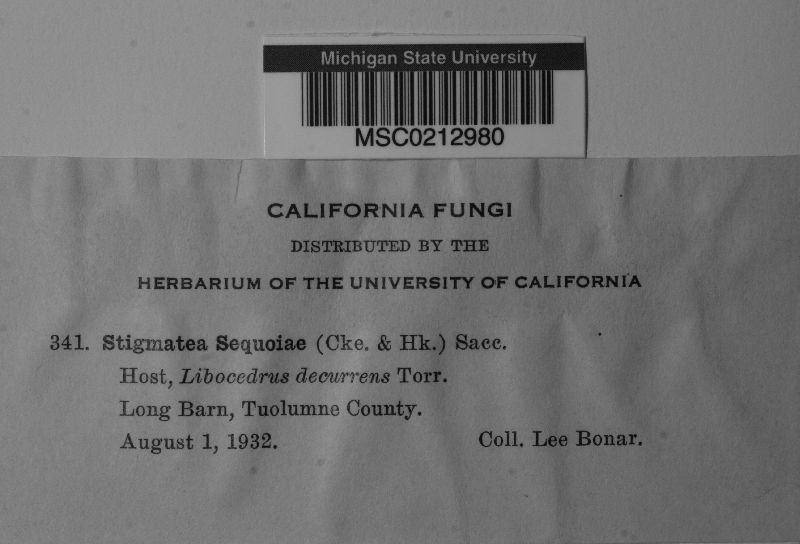 Michigan State University
MSC0212980
CALIFORNIA FUNGI
DISTRIBUTED BY THE
HERBARIUM OF THE UNIVERSITY OF CALIFORNIA
341. Stigmatea Sequoiae (Cke. & Hk.) Sacc.
Host, Libocedrus decurrens Torr.
Long Barn, Tuolumne County.
August 1, 1932. Coll. Lee Bonar.